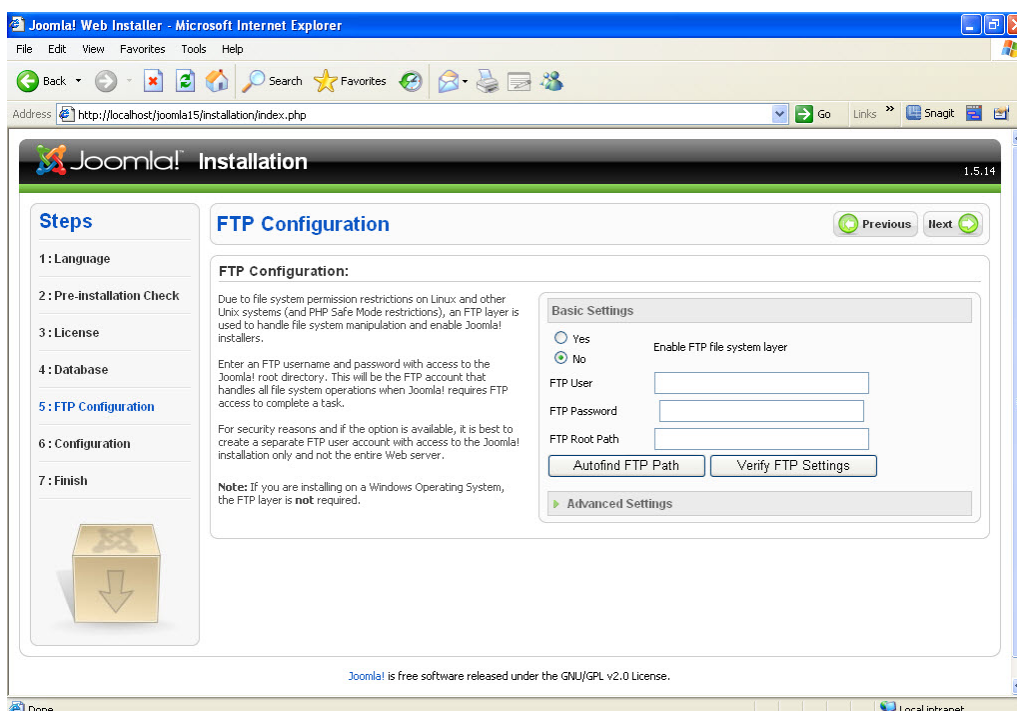 Joomla! Web Installer - Microsoft Internet Explorer
File Edit View Favorites Tools Help
Back Search Favorites
Address http://localhost/joomla15/installation/index.php Go Links » Snagit
Joomla! Installation
1.5.14
Steps
1 : Language
2 : Pre-installation Check
3 : License
4 : Database
5 : FTP Configuration
6 : Configuration
7 : Finish
FTP Configuration
Previous Next
FTP Configuration:
Due to file system permission restrictions on Linux and other
Unix systems (and PHP Safe Mode restrictions), an FTP layer is
used to handle file system manipulation and enable Joomla!
installers.
Enter an FTP username and password with access to the
Joomla! root directory. This will be the FTP account that
handles all file system operations when Joomla! requires FTP
access to complete a task.
For security reasons and if the option is available, it is best to
create a separate FTP user account with access to the Joomla!
installation only and not the entire Web server.
Note: If you are installing on a Windows Operating System,
the FTP layer is not required.
Basic Settings
Yes
No
Enable FTP file system layer
FTP User
FTP Password
FTP Root Path
Autofind FTP Path Verify FTP Settings
Advanced Settings
Joomla! is free software released under the GNU/GPL v2.0 License.
Done Local intranet